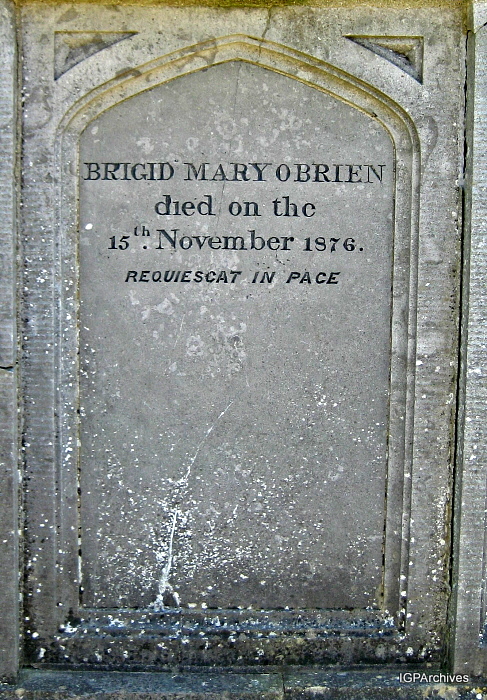 BRIGID MARY OBRIEN
died on the
15th. November 1876.
REQUIESCAT IN PACE
IGPArchives